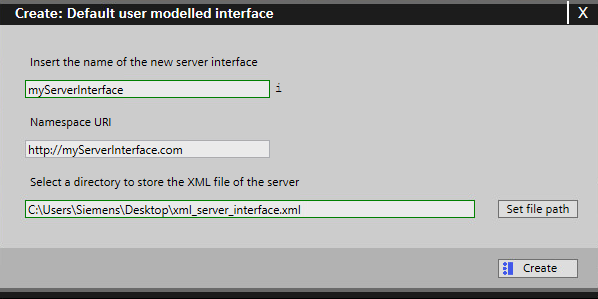 Create: Default user modelled interface X
Insert the name of the new server interface
myServerInterface i
Namespace URI
http://myServerInterface.com
Select a directory to store the XML file of the server
C:\Users\Siemens\Desktop\xml_server_interface.xml Set file path
Create